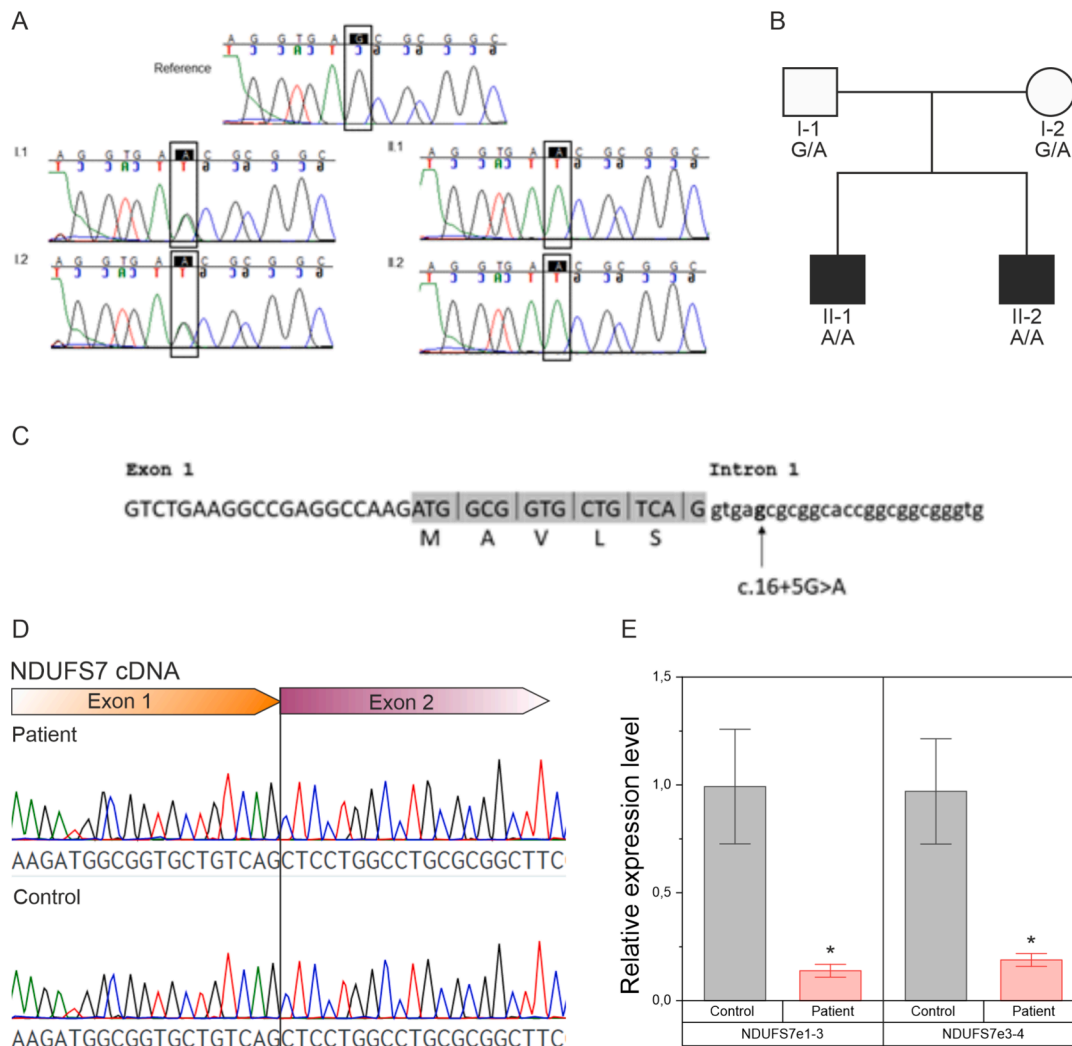 A
A G G T G A G C G C G G C
T C C A C T C G C G C C G
Reference
I.1
A G G T G A A C G C G G C
T C C A C T T G C G C C G
II.1
A G G T G A A C G C G G C
T C C A C T T G C G C C G
I.2
A G G T G A A C G C G G C
T C C A C T T G C G C C G
II.2
A G G T G A A C G C G G C
T C C A C T T G C G C C G
B
I-1
G/A
I-2
G/A
II-1
A/A
II-2
A/A
C
Exon 1 Intron 1
GTCTGAAGGCCGAGGCCAAGATG GCG GTG CTG TCA G gtgagcgcggcaccggcggcgggtg
M A V L S
c.16+5G>A
D
NDUFS7 cDNA
Exon 1 Exon 2
Patient
AAGATGGCGGTGCTGTCAGCTCCTGGCCTGCGCGGCTTC
Control
AAGATGGCGGTGCTGTCAGCTCCTGGCCTGCGCGGCTTC
E
Relative expression level
1,5
1,0
0,5
0,0
*
*
Control Patient Control Patient
NDUFS7e1-3 NDUFS7e3-4